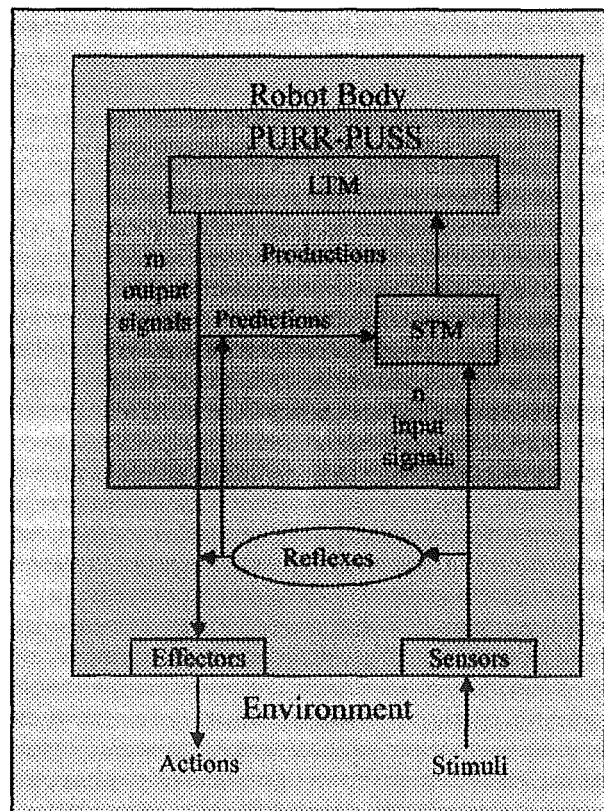 Robot Body
PURR-PUSS
LTM
m
output
signals
Productions
Predictions
STM
n
input
signals
Reflexes
Effectors
Sensors
Environment
Actions
Stimuli